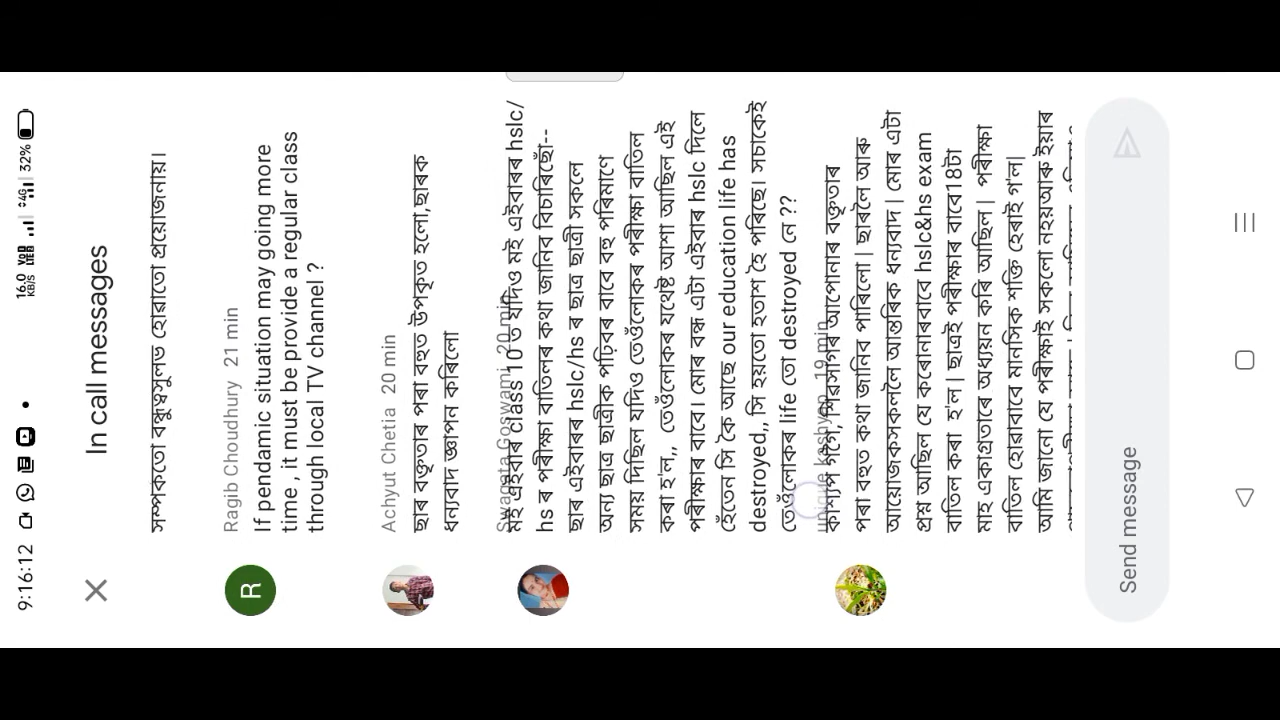 9:16:12
16.0 KB/S
VoD LTE
4G
32%
In call messages
সম্পৰ্কতো বন্ধুত্বসুলভ হোৱাতো প্ৰয়োজনায়।
Ragib Choudhury 21 min
If pendamic situation may going more
time , it must be provide a regular class
through local TV channel ?
Achyut Chetia 20 min
ছাৰ বক্তৃতাৰ পৰা বহুত উপকৃত হলো,ছাৰক
ধন্যবাদ জ্ঞাপন কৰিলো
Swagata Goswami 20 min
মই এইবাৰ class 10 ত যদিও মই এইবাৰৰ hslc/
hs ৰ পৰীক্ষা বাতিলৰ কথা জানিব বিচাৰিছোঁ--
ছাৰ এইবাৰৰ hslc/hs ৰ ছাত্ৰ ছাত্ৰী সকলে
অন্য ছাত্ৰ ছাত্ৰীক পঢ়িবৰ বাবে বহু পৰিমাণে
সময় দিছিল যদিও তেওঁলোকৰ পৰীক্ষা বাতিল
কৰা হ'ল,, তেওঁলোকৰ যথেষ্ট আশা আছিল এই
পৰীক্ষাৰ বাবে। মোৰ বন্ধু এটা এইবাৰ hslc দিলে
হেঁতেন সি কৈ আছে our education life has
destroyed,, সি হয়তো হতাশ হৈ পৰিছে। সচাকেই
তেওঁলোকৰ life তো destroyed নে ??
unique kashyap 19 min
কাশ্যপ গগৈ, শিৱসাগৰ আপোনাৰ বক্তৃতাৰ
পৰা বহুত কথা জানিব পাৰিলো | ছাৰলৈ আৰু
আয়োজকসকললৈ আন্তৰিক ধন্যবাদ | মোৰ এটা
প্ৰশ্ন আছিল যে কৰোনাৰবাবে hslc&hs exam
বাতিল কৰা হ'ল | ছাত্ৰই পৰীক্ষাৰ বাবে18টা
মাহ একাগ্ৰতাৰে অধ্যয়ন কৰি আছিল | পৰীক্ষা
বাতিল হোৱাবাবে মানসিক শক্তি হেৰাই গ'ল|
আমি জানো যে পৰীক্ষাই সকলো নহয়আৰু ইয়াৰ
Send message
R